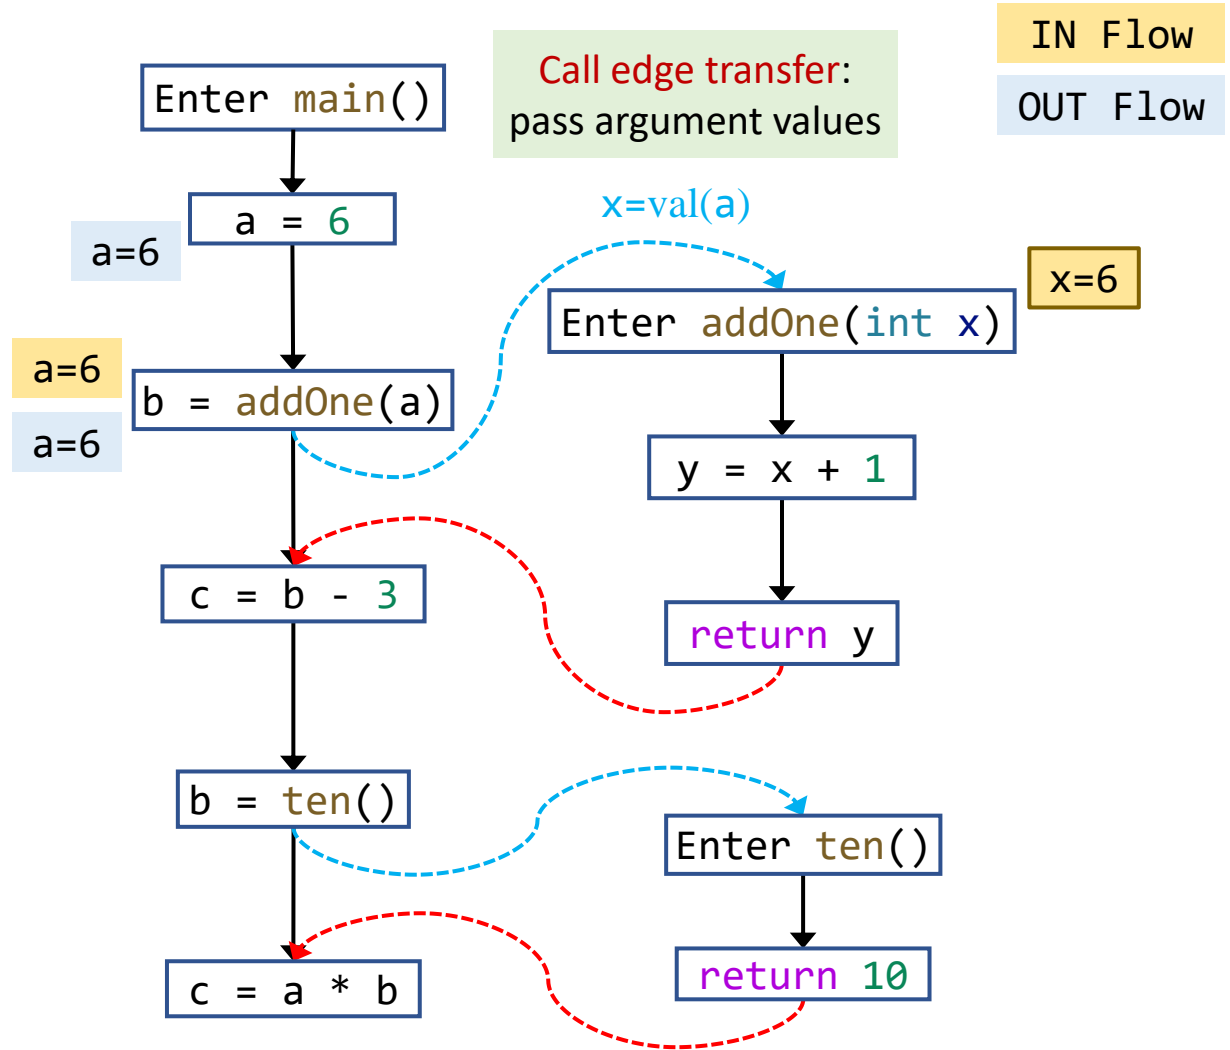 IN Flow
OUT Flow
Call edge transfer:
pass argument values
Enter main()
a = 6
a=6
x=val(a)
x=6
Enter addOne(int x)
a=6
b = addOne(a)
a=6
y = x + 1
c = b - 3
return y
b = ten()
Enter ten()
c = a * b
return 10